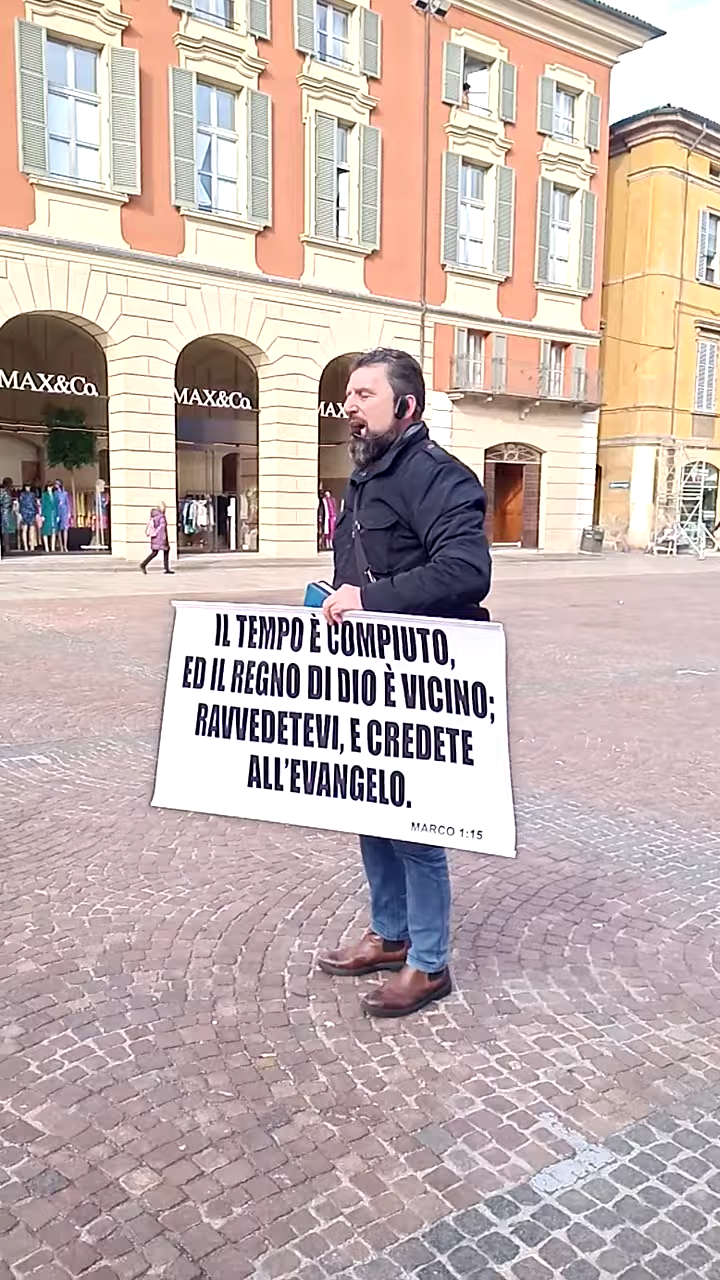 MAX&Co.
MAX&Co.
MA
IL TEMPO È COMPIUTO,
ED IL REGNO DI DIO È VICINO;
RAVVEDETEVI, E CREDETE
ALL'EVANGELO.
MARCO 1:15